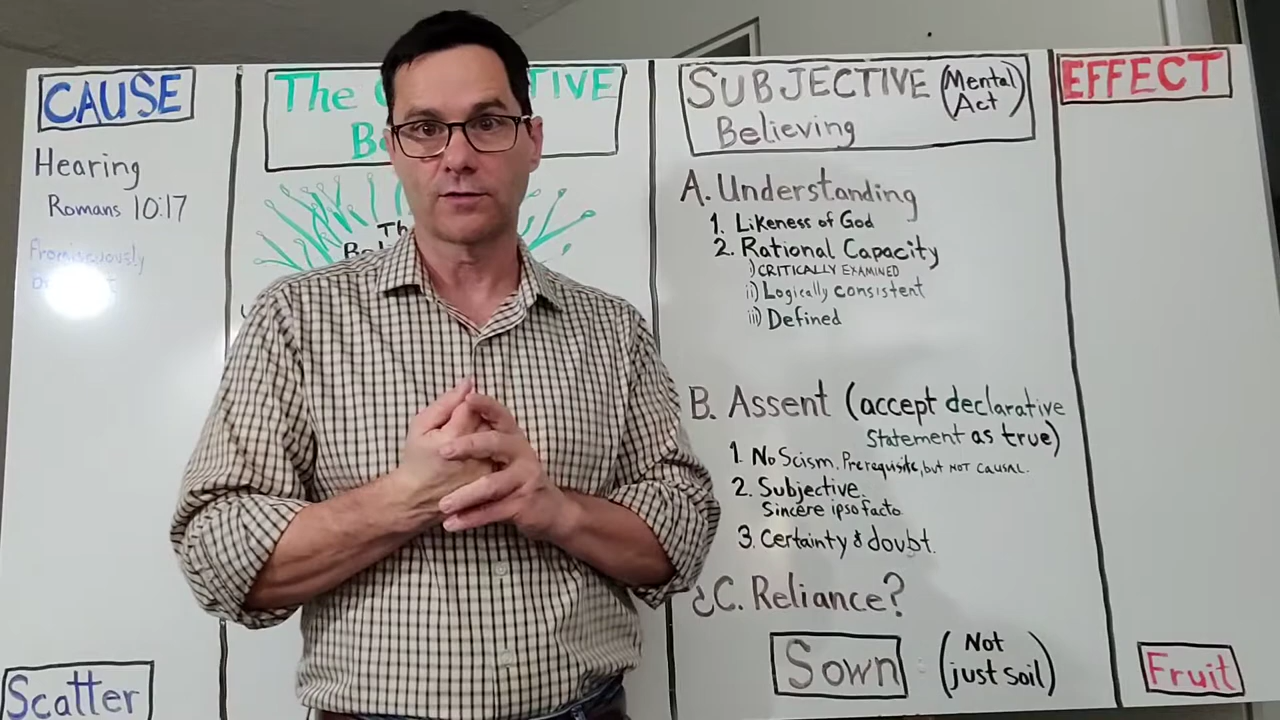 CAUSE
Hearing
Romans 10:17
Promiscuously
Scatter
The
TIVE
SUBJECTIVE (Mental Act)
Believing
A. Understanding
1. Likeness of God
2. Rational Capacity
i) CRITICALLY EXAMINED
ii) Logically consistent
iii) Defined
B. Assent (accept declarative
Statement as true)
1. No Scism. Prerequisite, but NOT CAUSAL.
2. Subjective.
Sincere ipso facto
3. Certainty & doubt.
¿C. Reliance?
Sown
(Not
just soil)
EFFECT
Fruit